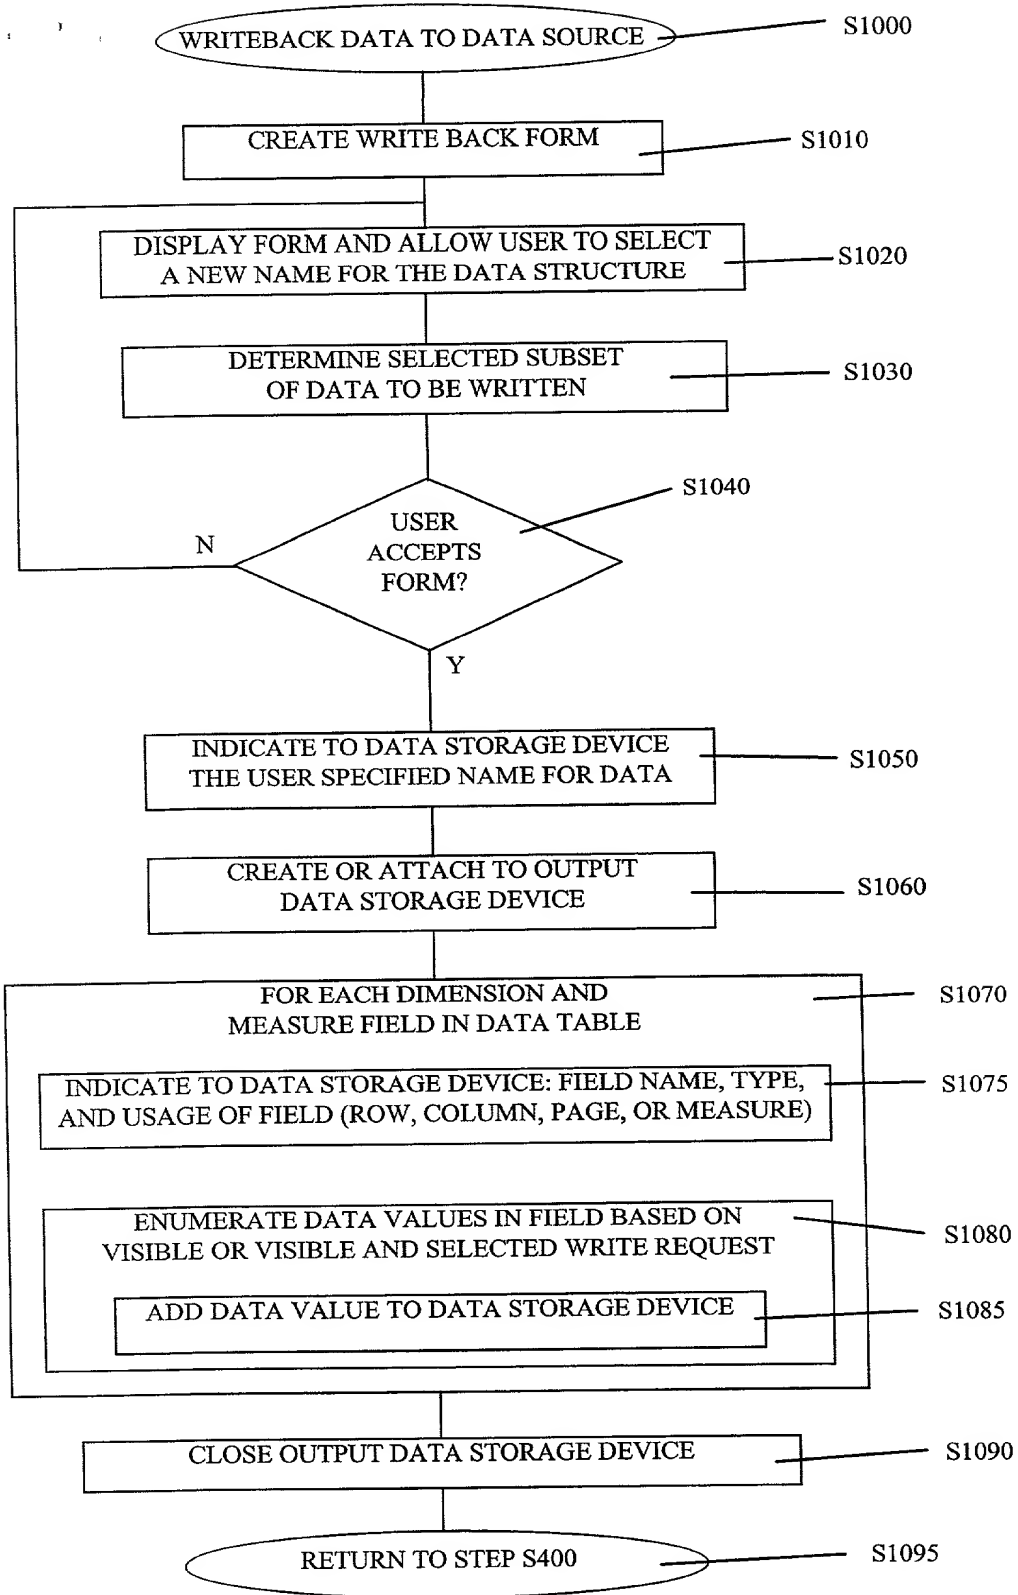 WRITEBACK DATA TO DATA SOURCE
S1000
CREATE WRITE BACK FORM
S1010
DISPLAY FORM AND ALLOW USER TO SELECT
A NEW NAME FOR THE DATA STRUCTURE
S1020
DETERMINE SELECTED SUBSET
OF DATA TO BE WRITTEN
S1030
S1040
USER
ACCEPTS
FORM?
N
Y
INDICATE TO DATA STORAGE DEVICE
THE USER SPECIFIED NAME FOR DATA
S1050
CREATE OR ATTACH TO OUTPUT
DATA STORAGE DEVICE
S1060
FOR EACH DIMENSION AND
MEASURE FIELD IN DATA TABLE
S1070
INDICATE TO DATA STORAGE DEVICE: FIELD NAME, TYPE,
AND USAGE OF FIELD (ROW, COLUMN, PAGE, OR MEASURE)
S1075
ENUMERATE DATA VALUES IN FIELD BASED ON
VISIBLE OR VISIBLE AND SELECTED WRITE REQUEST
S1080
ADD DATA VALUE TO DATA STORAGE DEVICE
S1085
CLOSE OUTPUT DATA STORAGE DEVICE
S1090
RETURN TO STEP S400
S1095